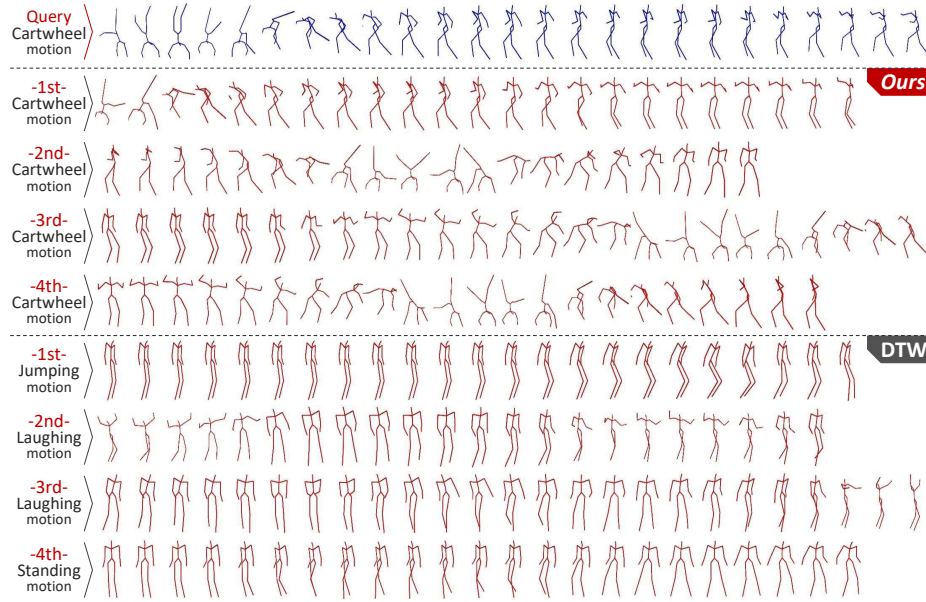 Query
Cartwheel
motion
Ours
-1st-
Cartwheel
motion
-2nd-
Cartwheel
motion
-3rd-
Cartwheel
motion
-4th-
Cartwheel
motion
DTW
-1st-
Jumping
motion
-2nd-
Laughing
motion
-3rd-
Laughing
motion
-4th-
Standing
motion